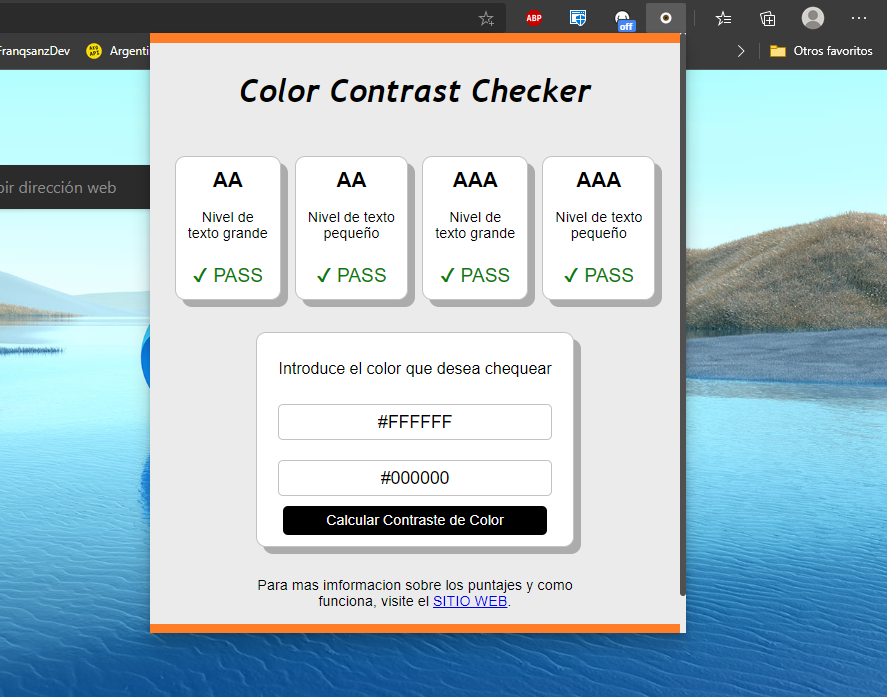 ABP
off
FranqsanzDev
Argenti
Otros favoritos
Color Contrast Checker
bir dirección web
AA
Nivel de
texto grande
✓ PASS
AA
Nivel de texto
pequeño
✓ PASS
AAA
Nivel de
texto grande
✓ PASS
AAA
Nivel de texto
pequeño
✓ PASS
Introduce el color que desea chequear
#FFFFFF
#000000
Calcular Contraste de Color
Para mas imformacion sobre los puntajes y como
funciona, visite el SITIO WEB.